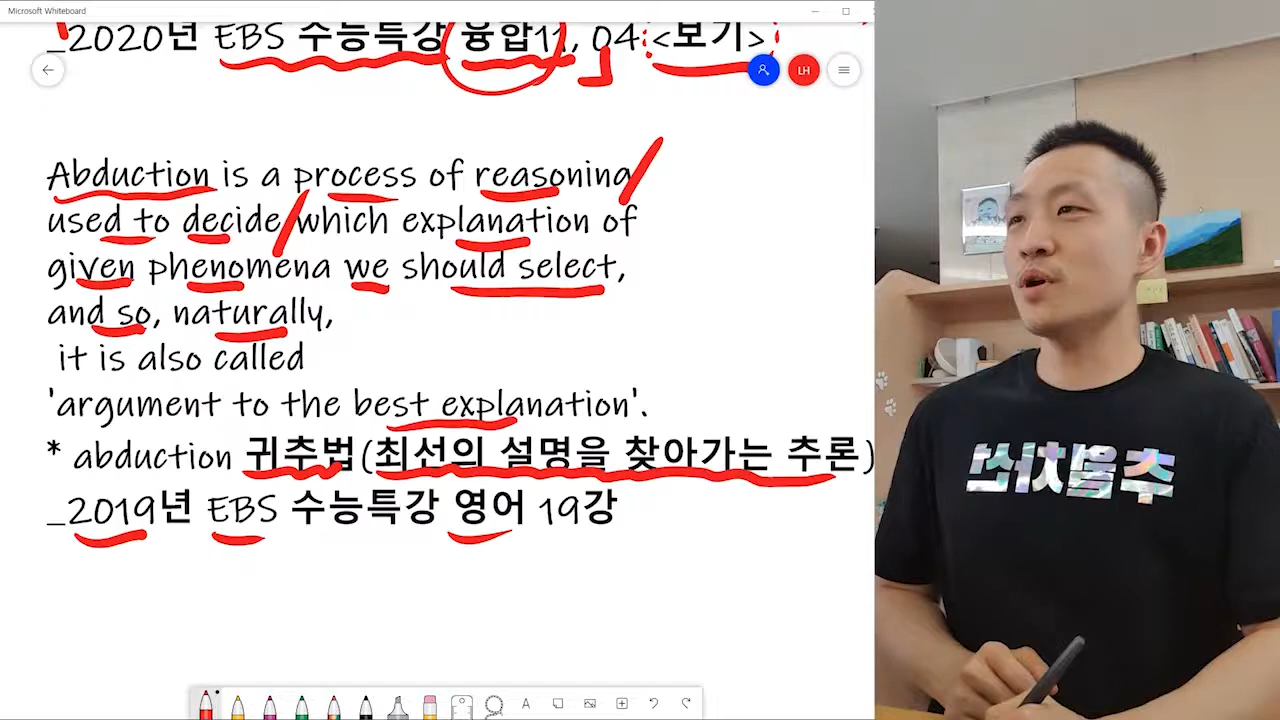 Microsoft Whiteboard
_2020년 EBS 수능특강 융합11, 04 <보기>
LH
Abduction is a process of reasoning
used to decide which explanation of
given phenomena we should select,
and so, naturally,
it is also called
'argument to the best explanation'.
* abduction 귀추법(최선의 설명을 찾아가는 추론)
_2019년 EBS 수능특강 영어 19강
A